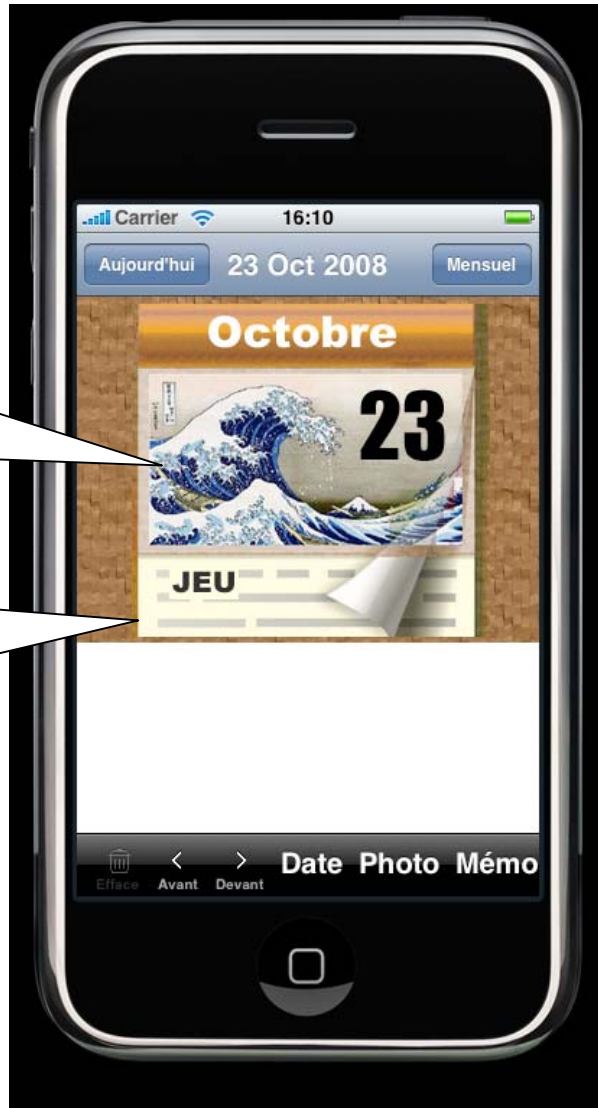 Carrier 16:10
Aujourd'hui 23 Oct 2008 Mensuel
Octobre
23
JEU
Efface Avant Devant Date Photo Mémo